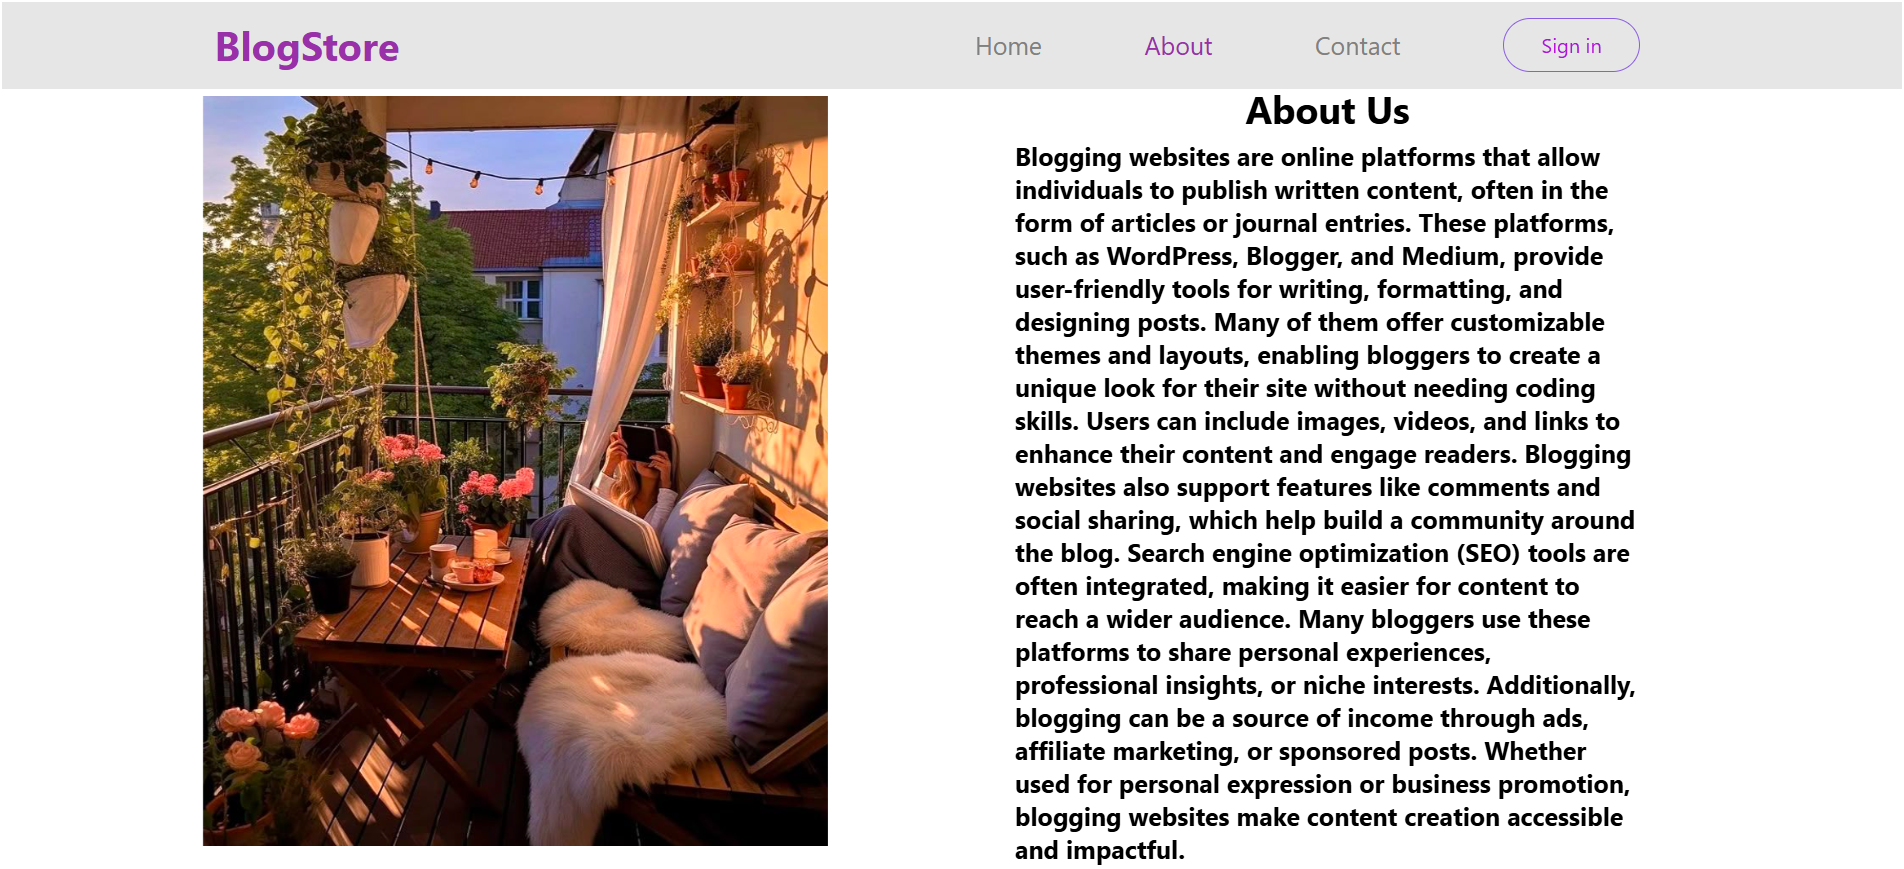 BlogStore
Home
About
Contact
Sign in
About Us
Blogging websites are online platforms that allow
individuals to publish written content, often in the
form of articles or journal entries. These platforms,
such as WordPress, Blogger, and Medium, provide
user-friendly tools for writing, formatting, and
designing posts. Many of them offer customizable
themes and layouts, enabling bloggers to create a
unique look for their site without needing coding
skills. Users can include images, videos, and links to
enhance their content and engage readers. Blogging
websites also support features like comments and
social sharing, which help build a community around
the blog. Search engine optimization (SEO) tools are
often integrated, making it easier for content to
reach a wider audience. Many bloggers use these
platforms to share personal experiences,
professional insights, or niche interests. Additionally,
blogging can be a source of income through ads,
affiliate marketing, or sponsored posts. Whether
used for personal expression or business promotion,
blogging websites make content creation accessible
and impactful.